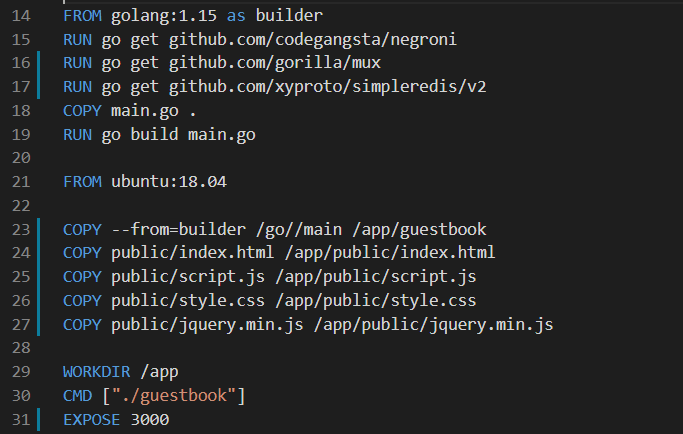 14 FROM golang:1.15 as builder
15 RUN go get github.com/codegangsta/negroni
16 RUN go get github.com/gorilla/mux
17 RUN go get github.com/xyproto/simpleredis/v2
18 COPY main.go .
19 RUN go build main.go
20
21 FROM ubuntu:18.04
22
23 COPY --from=builder /go//main /app/guestbook
24 COPY public/index.html /app/public/index.html
25 COPY public/script.js /app/public/script.js
26 COPY public/style.css /app/public/style.css
27 COPY public/jquery.min.js /app/public/jquery.min.js
28
29 WORKDIR /app
30 CMD ["./guestbook"]
31 EXPOSE 3000